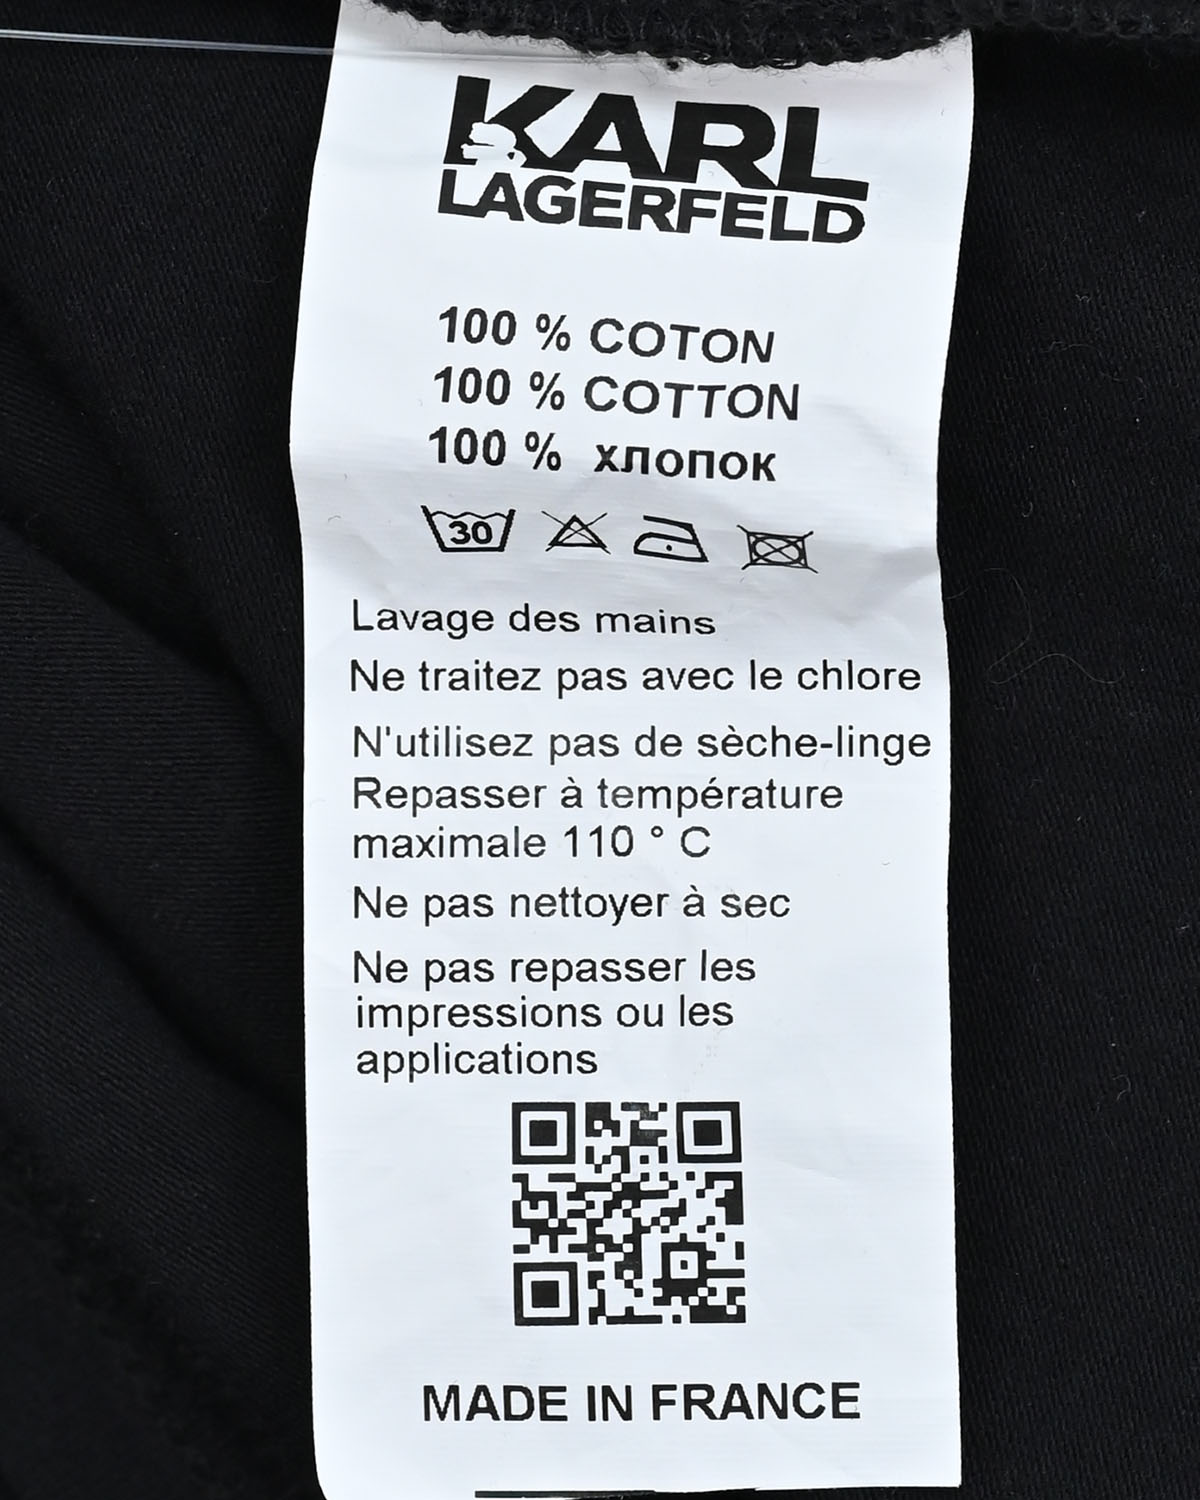 KARL
LAGERFELD
100 % COTON
100 % COTTON
100 % хлопок
30
Lavage des mains
Ne traitez pas avec le chlore
N'utilisez pas de sèche-linge
Repasser à température
maximale 110 ° C
Ne pas nettoyer à sec
Ne pas repasser les
impressions ou les
applications
MADE IN FRANCE